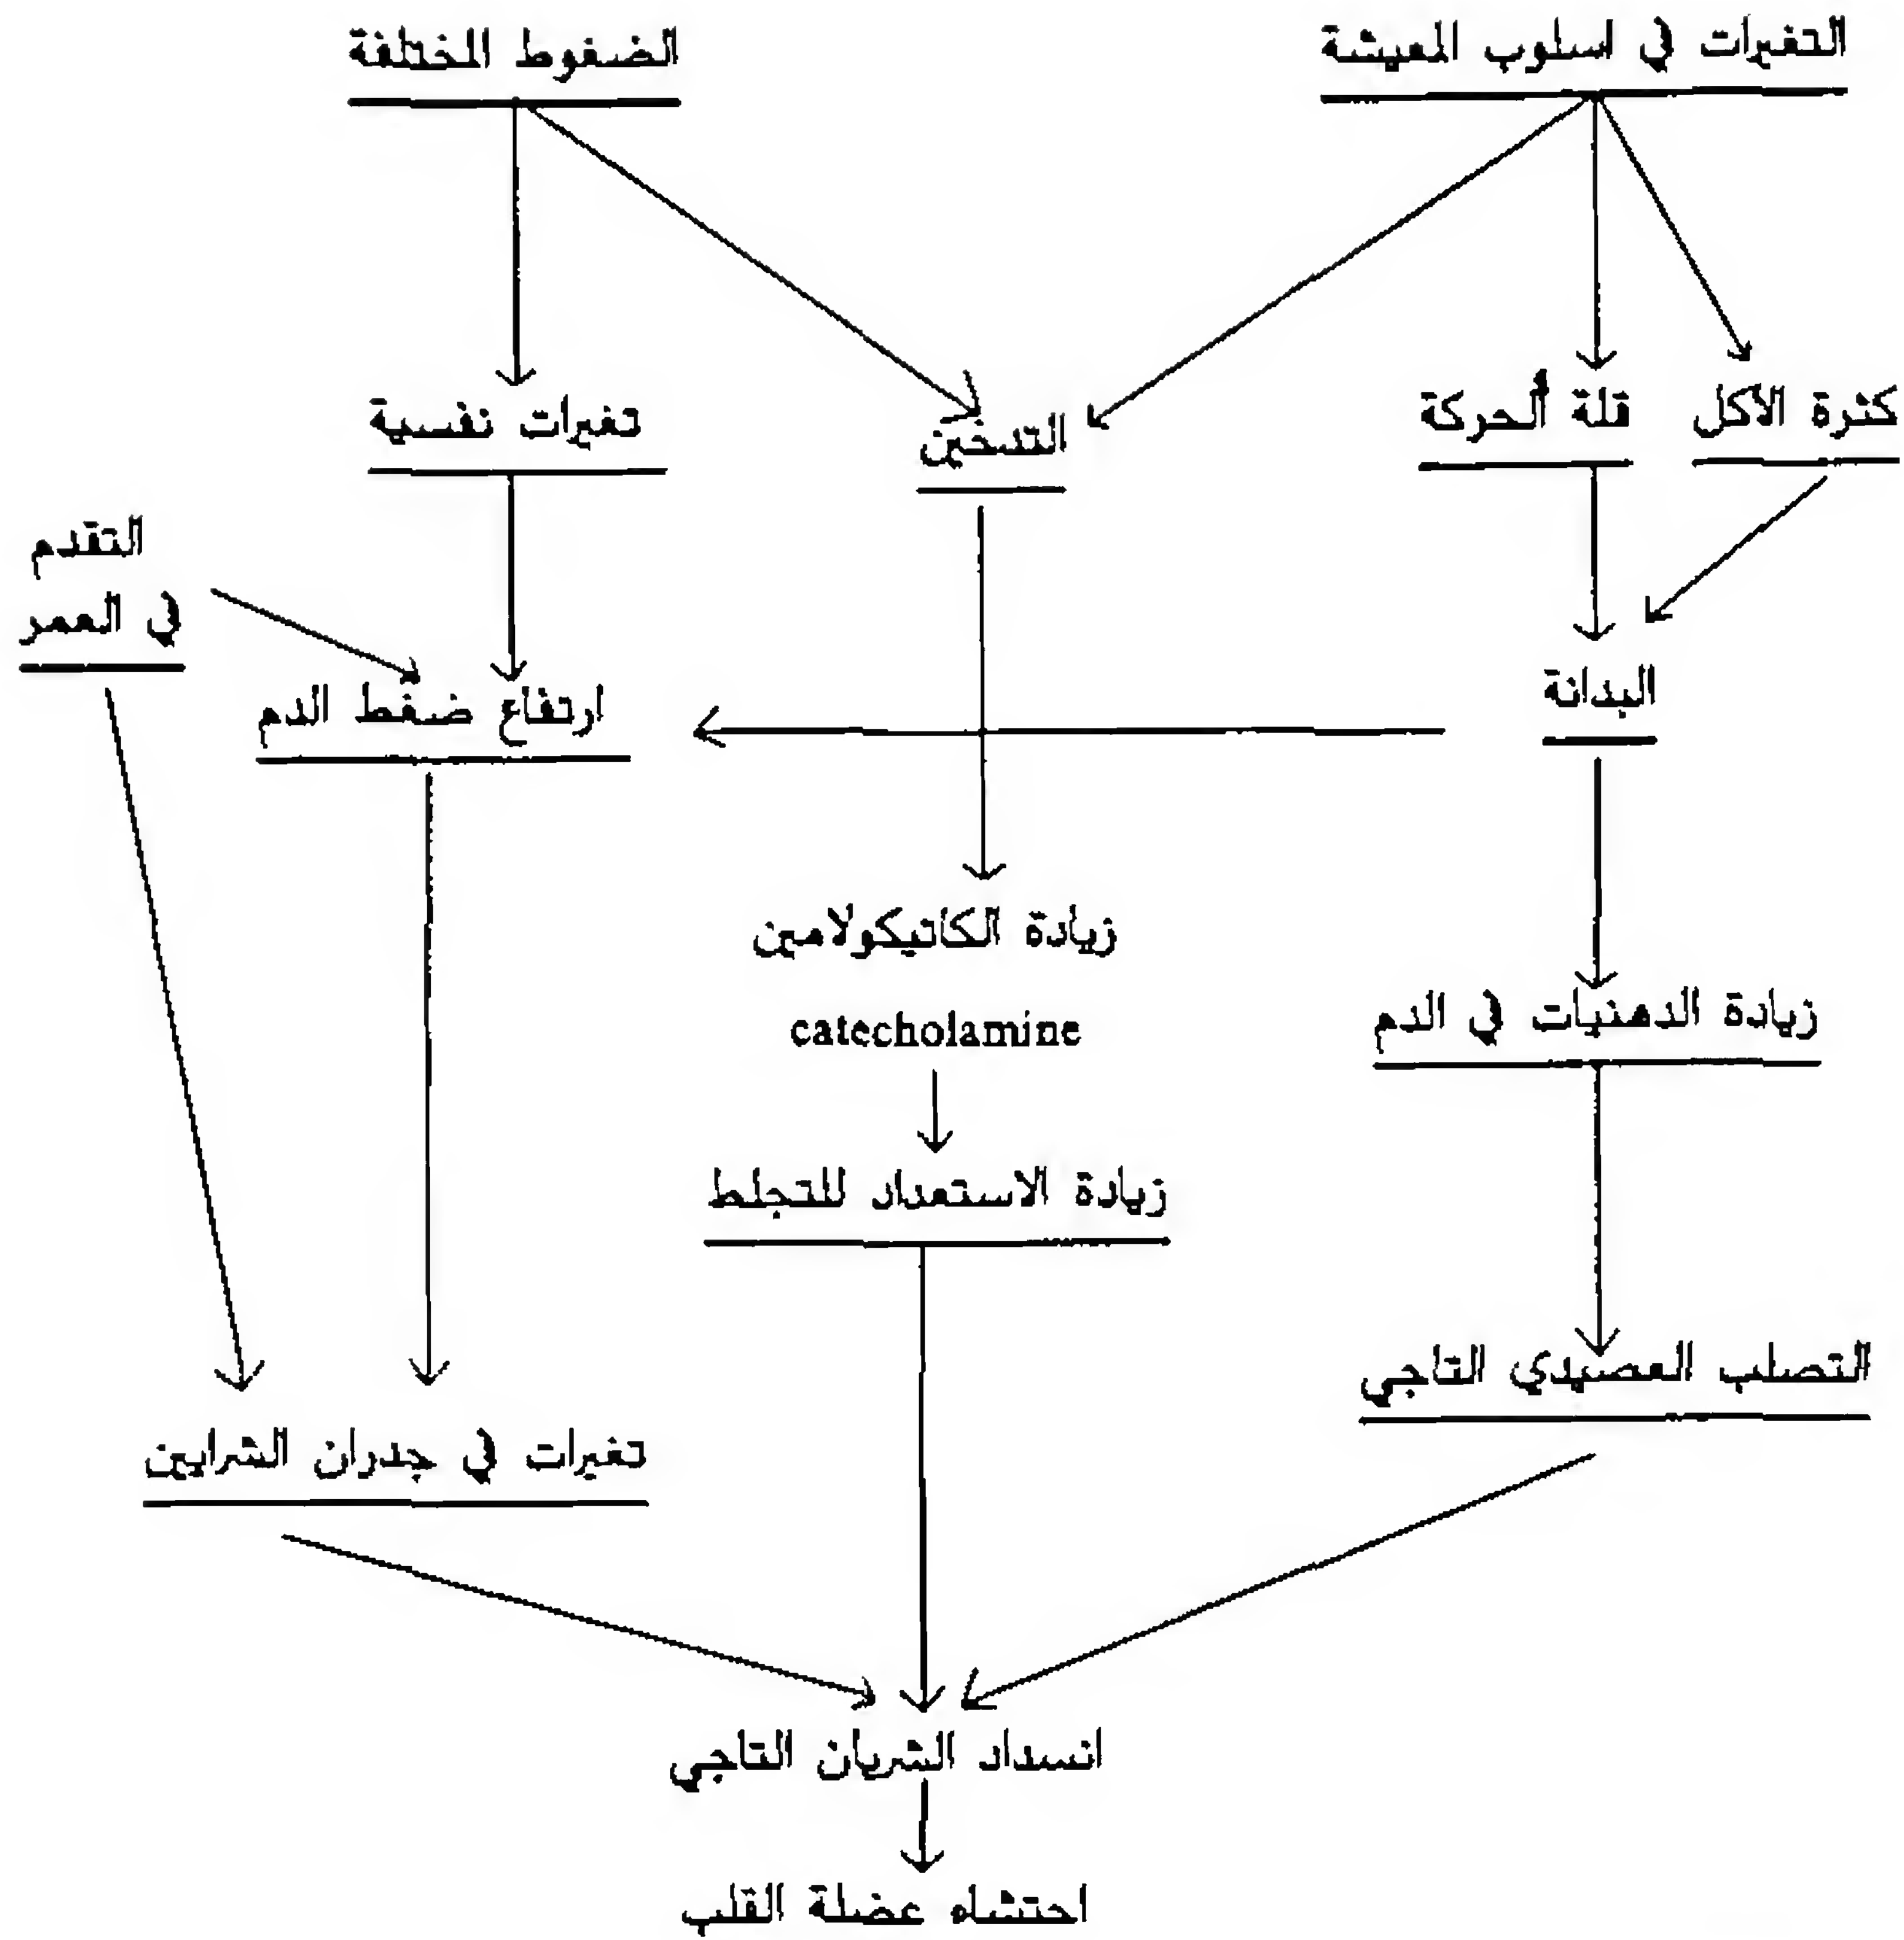 التغيرات في اسلوب المعيشة
الضغوط المختلفة
كثرة الاكل
قلة الحركة
التدخين
تغيرات نفسية
التقدم
في العمر
البدانة
ارتفاع ضغط الدم
زيادة الكاتيكولامين
catecholamine
زيادة الدهنيات في الدم
زيادة الاستعداد للتجلط
التصلب العصيدي التاجي
تغيرات في جدران الشرايين
انسداد الشريان التاجي
احتشاء عضلة القلب